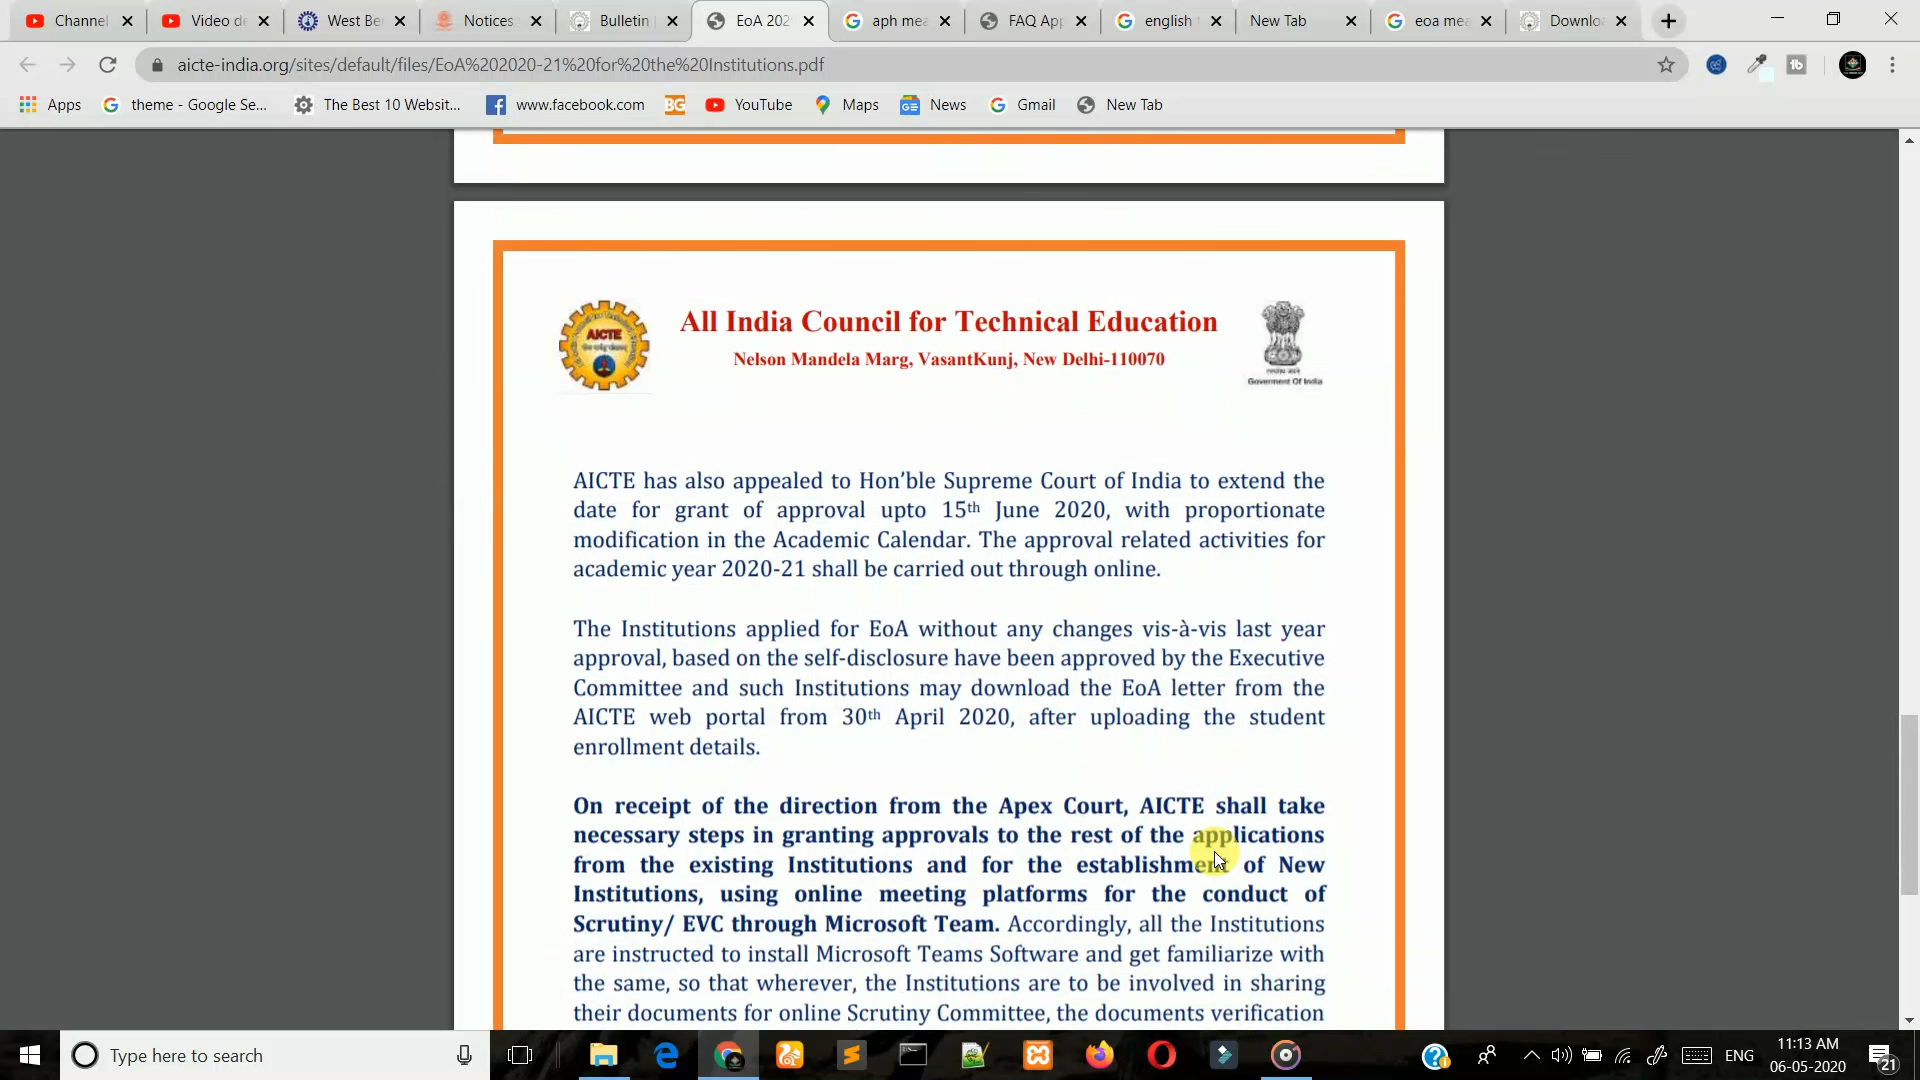 Channel
Video de
West Be
Notices
Bulletin
EoA 202
aph mea
FAQ App
english
New Tab
eoa mea
Downlo
aicte-india.org/sites/default/files/EoA%202020-21%20for%20the%20Institutions.pdf
Apps
theme - Google Se...
The Best 10 Websit...
www.facebook.com
BG
YouTube
Maps
News
Gmail
New Tab
AICTE
All India Council for Technical Education
Nelson Mandela Marg, VasantKunj, New Delhi-110070
Goverment Of India
AICTE has also appealed to Hon’ble Supreme Court of India to extend the
date for grant of approval upto 15th June 2020, with proportionate
modification in the Academic Calendar. The approval related activities for
academic year 2020-21 shall be carried out through online.
The Institutions applied for EoA without any changes vis-à-vis last year
approval, based on the self-disclosure have been approved by the Executive
Committee and such Institutions may download the EoA letter from the
AICTE web portal from 30th April 2020, after uploading the student
enrollment details.
On receipt of the direction from the Apex Court, AICTE shall take
necessary steps in granting approvals to the rest of the applications
from the existing Institutions and for the establishment of New
Institutions, using online meeting platforms for the conduct of
Scrutiny/ EVC through Microsoft Team. Accordingly, all the Institutions
are instructed to install Microsoft Teams Software and get familiarize with
the same, so that wherever, the Institutions are to be involved in sharing
their documents for online Scrutiny Committee, the documents verification
Type here to search
ENG
11:13 AM
06-05-2020
21